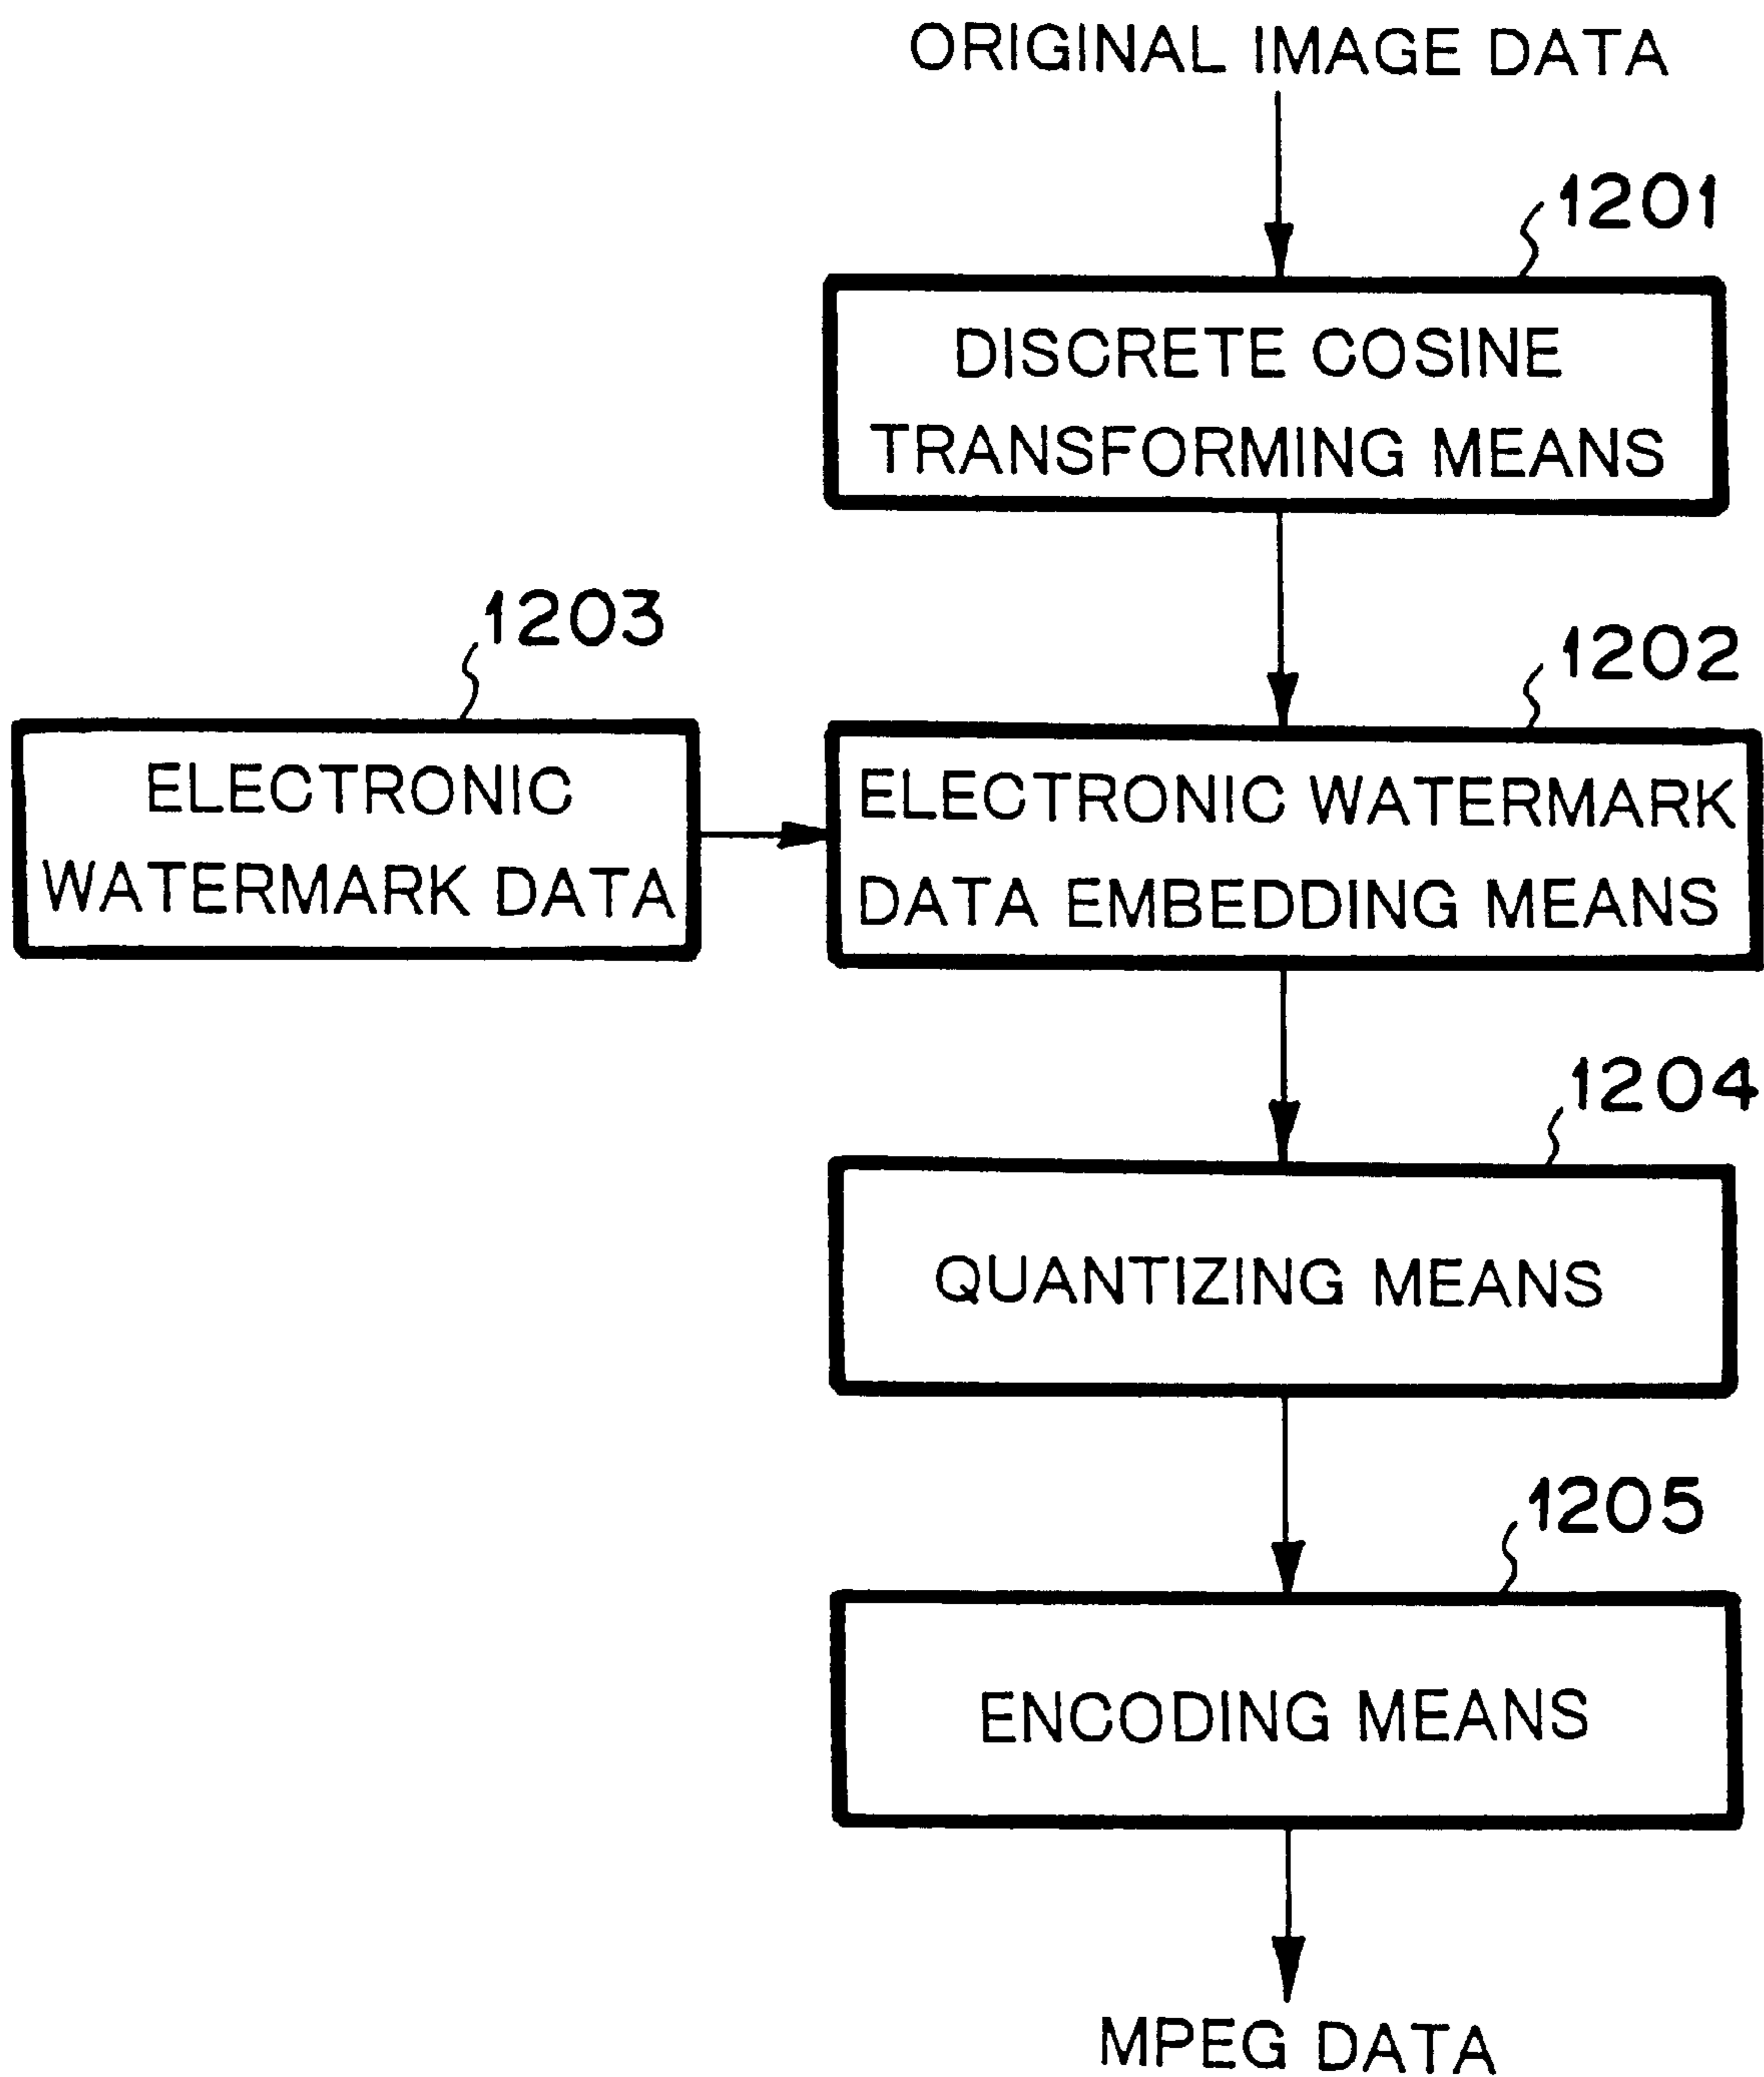 ORIGINAL IMAGE DATA
1201
DISCRETE COSINE
TRANSFORMING MEANS
1203
1202
ELECTRONIC
WATERMARK DATA
ELECTRONIC WATERMARK
DATA EMBEDDING MEANS
1204
QUANTIZING MEANS
1205
ENCODING MEANS
MPEG DATA